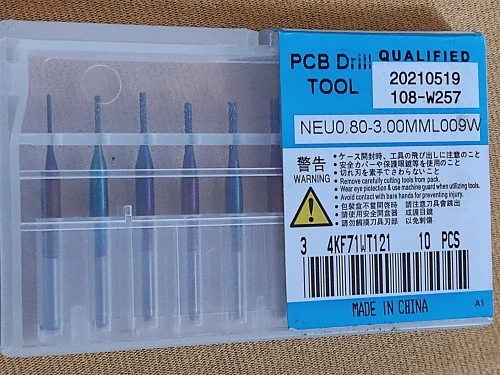 PCB Drill QUALIFIED
TOOL
20210519
108-W257
NEU0.80-3.00MML009W
警告
WARNING
• ケース開封時、工具の飛び出しに注意のこと
• 安全カバーや保護眼鏡等を使用のこと
• 切れ刃を素手でさわらないこと
• Remove carefully cutting tools from pack.
• Wear eye pictection & use machine guard when utilizing tools.
• Avoid contact with bare hands for preventing injury.
• 包裝盒不當開啓時 請注意刀具會跳出
• 請使用安全開盒器 或護目鏡
• 請勿觸摸刀具刃部 以免刺傷
3 4KF71WT121 10 PCS
MADE IN CHINA
A1